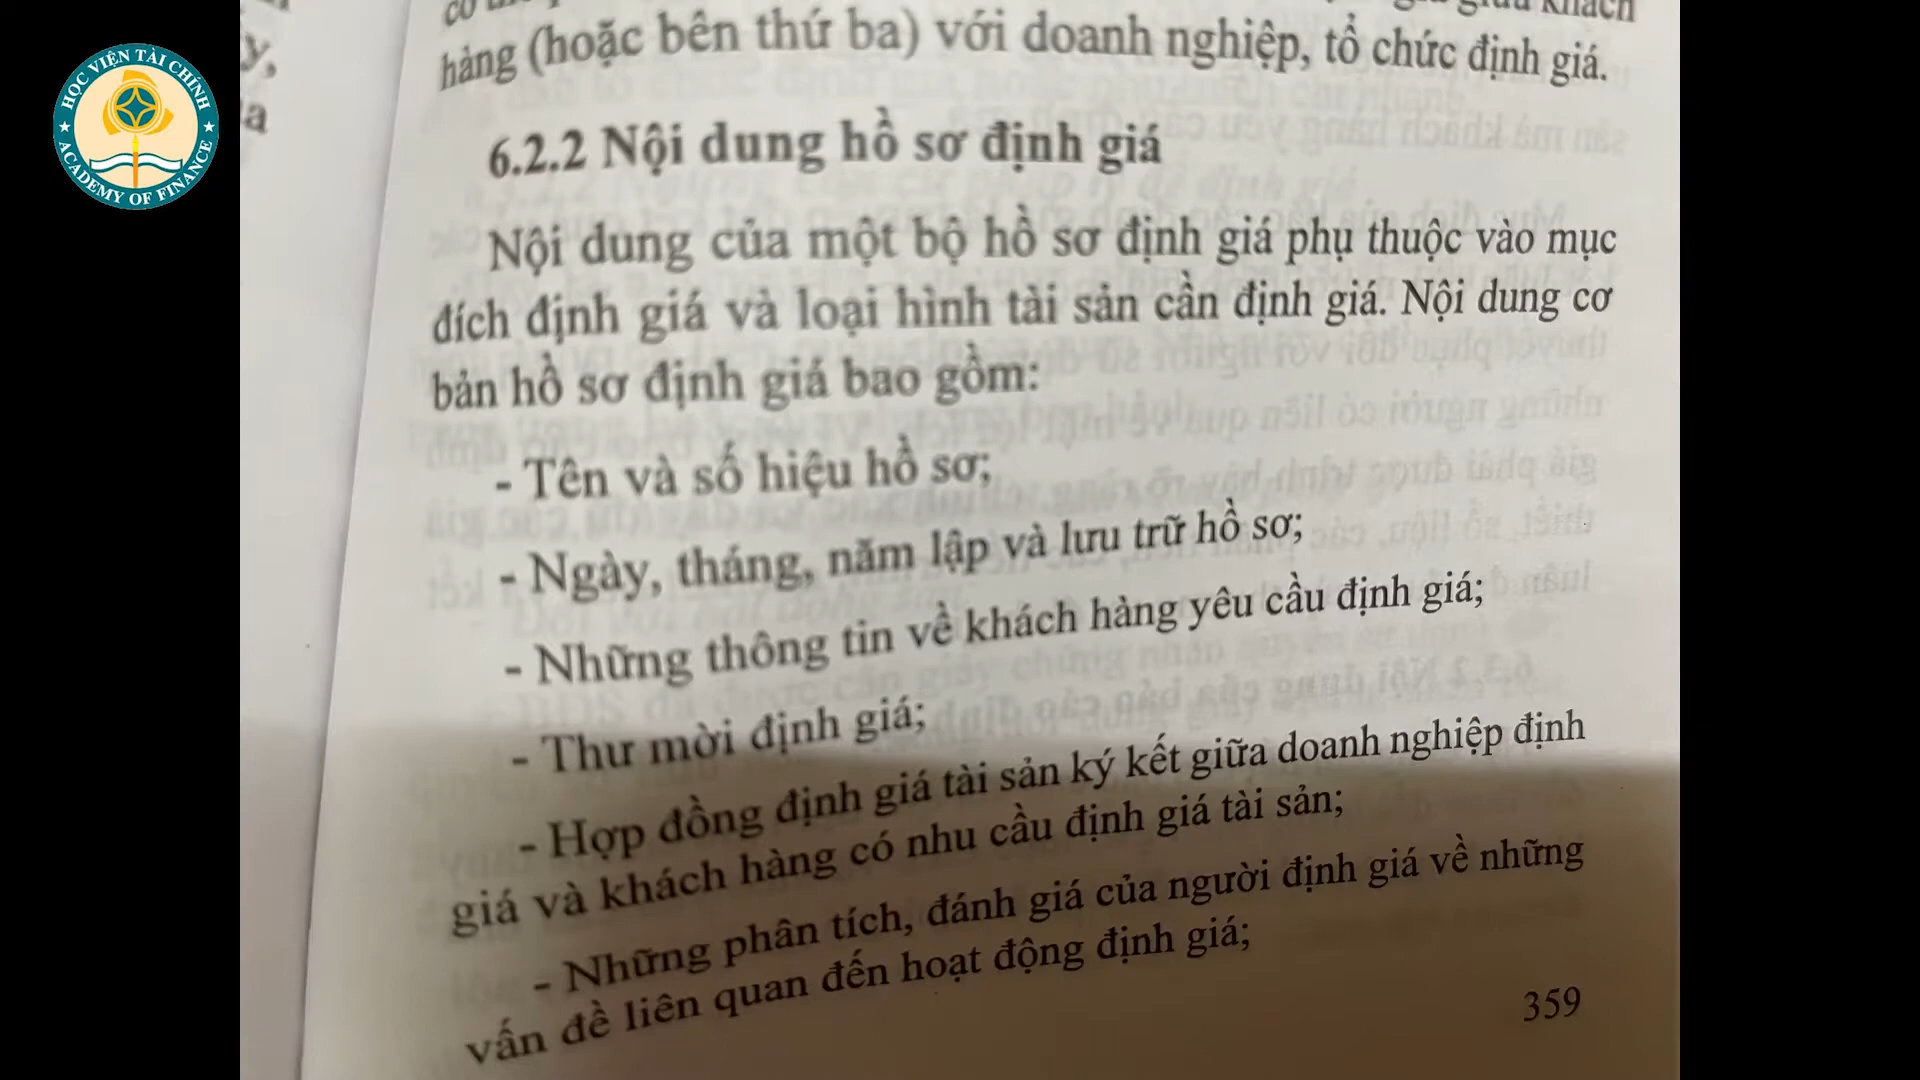 HỌC VIỆN TÀI CHÍNH
ACADEMY OF FINANCE
y,
a
giữa khách
hàng (hoặc bên thứ ba) với doanh nghiệp, tổ chức định giá.
6.2.2 Nội dung hồ sơ định giá
Nội dung của một bộ hồ sơ định giá phụ thuộc vào mục
đích định giá và loại hình tài sản cần định giá. Nội dung cơ
bản hồ sơ định giá bao gồm:
- Tên và số hiệu hồ sơ;
- Ngày, tháng, năm lập và lưu trữ hồ sơ;
- Những thông tin về khách hàng yêu cầu định giá;
- Thư mời định giá;
- Hợp đồng định giá tài sản ký kết giữa doanh nghiệp định
giá và khách hàng có nhu cầu định giá tài sản;
- Những phân tích, đánh giá của người định giá về những
vấn đề liên quan đến hoạt động định giá;
359